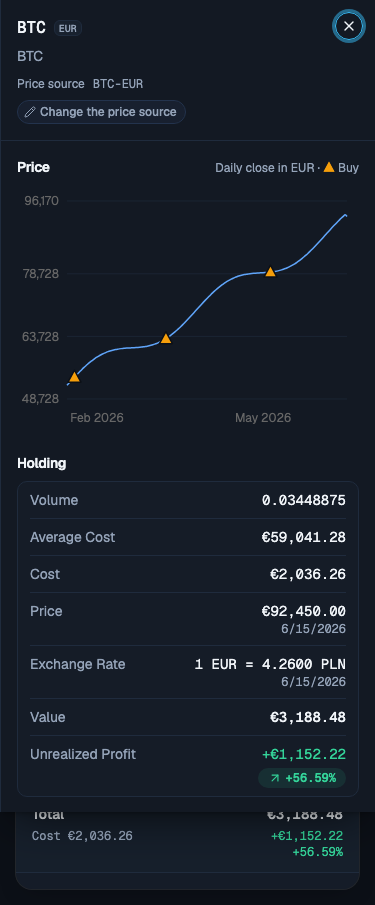 BTC EUR
BTC
Price source BTC-EUR
Change the price source
Price Daily close in EUR · ▲ Buy
96,170
78,728
63,728
48,728
Feb 2026 May 2026
Holding
Volume 0.03448875
Average Cost €59,041.28
Cost €2,036.26
Price €92,450.00
6/15/2026
Exchange Rate 1 EUR = 4.2600 PLN
6/15/2026
Value €3,188.48
Unrealized Profit +€1,152.22
+56.59%
Total €3,188.48
Cost €2,036.26 +€1,152.22
+56.59%